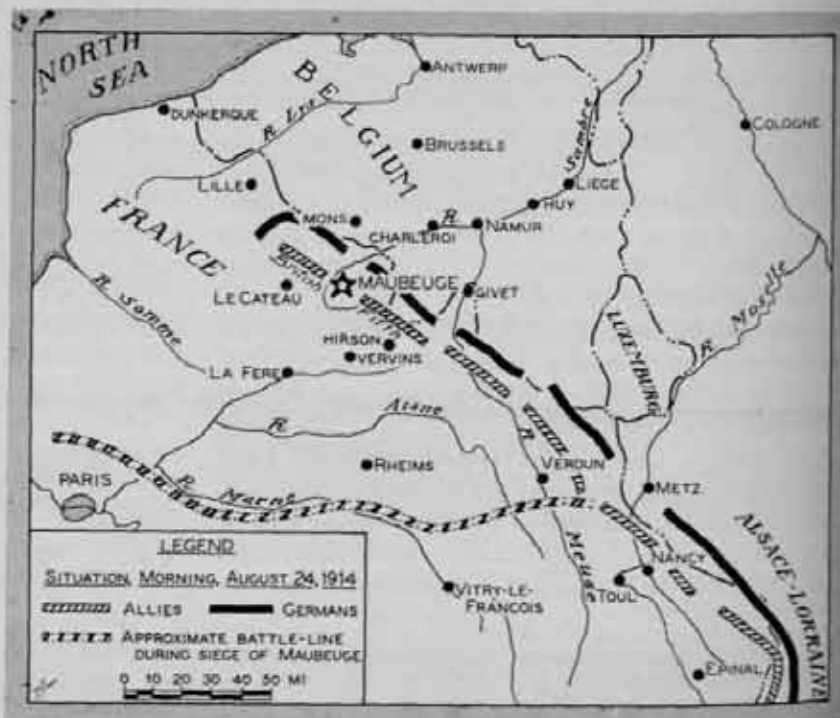 NORTH
SEA
BELGIUM
ANTWERP
DUNKERQUE
R. Lys
BRUSSELS
Sambre
COLOGNE
LILLE
LIEGE
HUY
FRANCE
MONS
R.
CHARLEROI
NAMUR
British
MAUBEUGE
GIVET
LE CATEAU
R. Somme
Fifth
LUXEMBURG
R. Moselle
HIRSON
VERVINS
LA FERE
R. Aisne
R.
VERDUN
RHEIMS
METZ
PARIS
R. Marne
Meuse
ALSACE-LORRAINE
NANCY
TOUL
VITRY-LE-
FRANCOIS
EPINAL
LEGEND
SITUATION, MORNING, AUGUST 24, 1914
ALLIES GERMANS
APPROXIMATE BATTLE-LINE
DURING SIEGE OF MAUBEUGE
0 10 20 30 40 50 MI